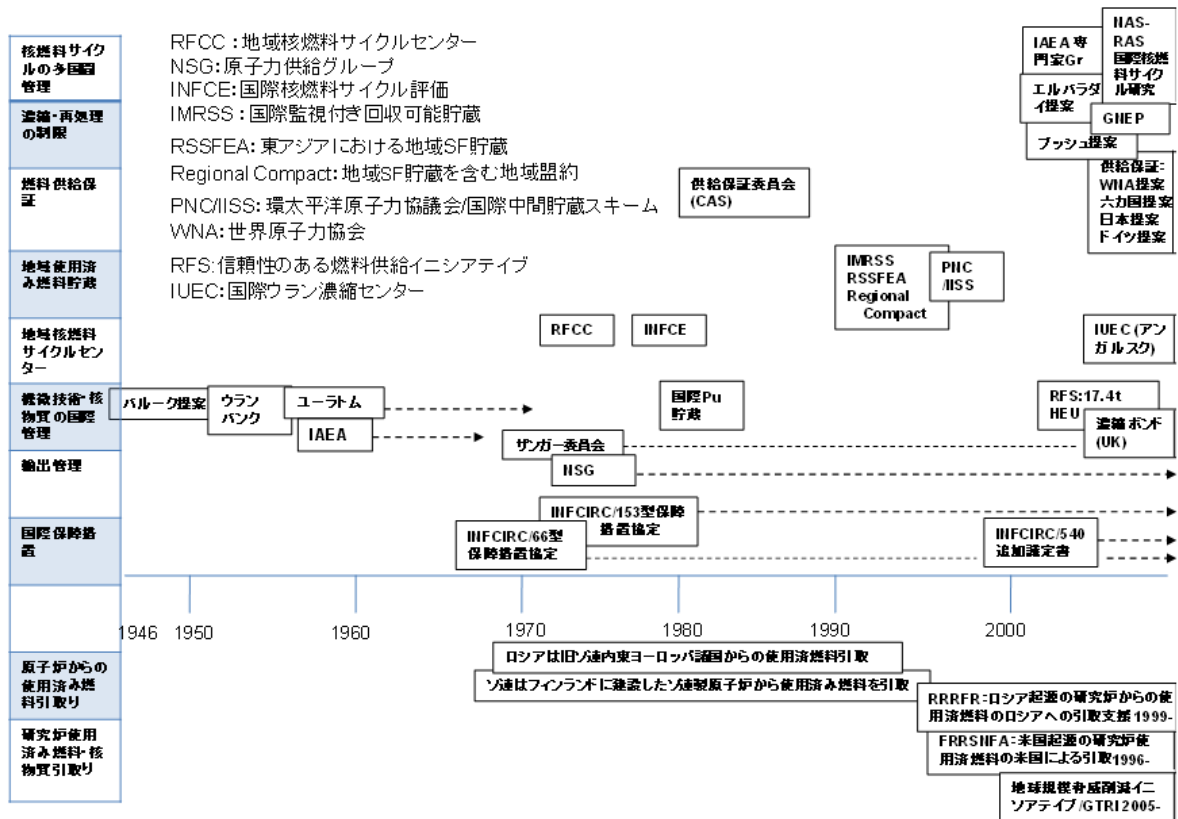 核燃料サイク
ルの多国間
管理
濃縮・再処理
の制限
燃料供給保
証
地域使用済
み燃料貯蔵
地域核燃料
サイクルセン
ター
機微技術・核
物質の国際
管理
輸出管理
国際保障措
置
原子炉からの
使用済み燃
料引取り
研究炉使用
済み燃料・核
物質引取り
RFCC：地域核燃料サイクルセンター
NSG：原子力供給グループ
INFCE：国際核燃料サイクル評価
IMRSS：国際監視付き回収可能貯蔵
RSSFEA：東アジアにおける地域SF貯蔵
Regional Compact：地域SF貯蔵を含む地域盟約
PNC/IISS：環太平洋原子力協議会/国際中間貯蔵スキーム
WNA：世界原子力協会
RFS：信頼性のある燃料供給イニシアテイブ
IUEC：国際ウラン濃縮センター
IAEA専
門家Gr
NAS-
RAS
国際核燃
料サイク
ル研究
エルバラダ
イ提案
GNEP
ブッシュ提案
供給保証委員会
(CAS)
供給保証：
WNA提案
六カ国提案
日本提案
ドイツ提案
IMRSS
RSSFEA
Regional
Compact
PNC
/IISS
RFCC
INFCE
IUEC(アン
ガルスク)
バルーク提案
ウラン
バンク
ユーラトム
IAEA
国際Pu
貯蔵
RFS:17.4t
HEU
濃縮ボンド
(UK)
ザンガー委員会
NSG
INFCIRC/153型保障
措置協定
INFCIRC/66型
保障措置協定
INFCIRC/540
追加議定書
1946 1950 1960 1970 1980 1990 2000
ロシアは旧ソ連内東ヨーロッパ諸国からの使用済燃料引取
ソ連はフィンランドに建設したソ連製原子炉から使用済み燃料を引取
RRRFR：ロシア起源の研究炉からの使
用済燃料のロシアへの引取支援1999-
FRRSNFA：米国起源の研究炉使
用済燃料の米国による引取1996-
地球規模脅威削減イニ
シアテイブ/GTRI2005-